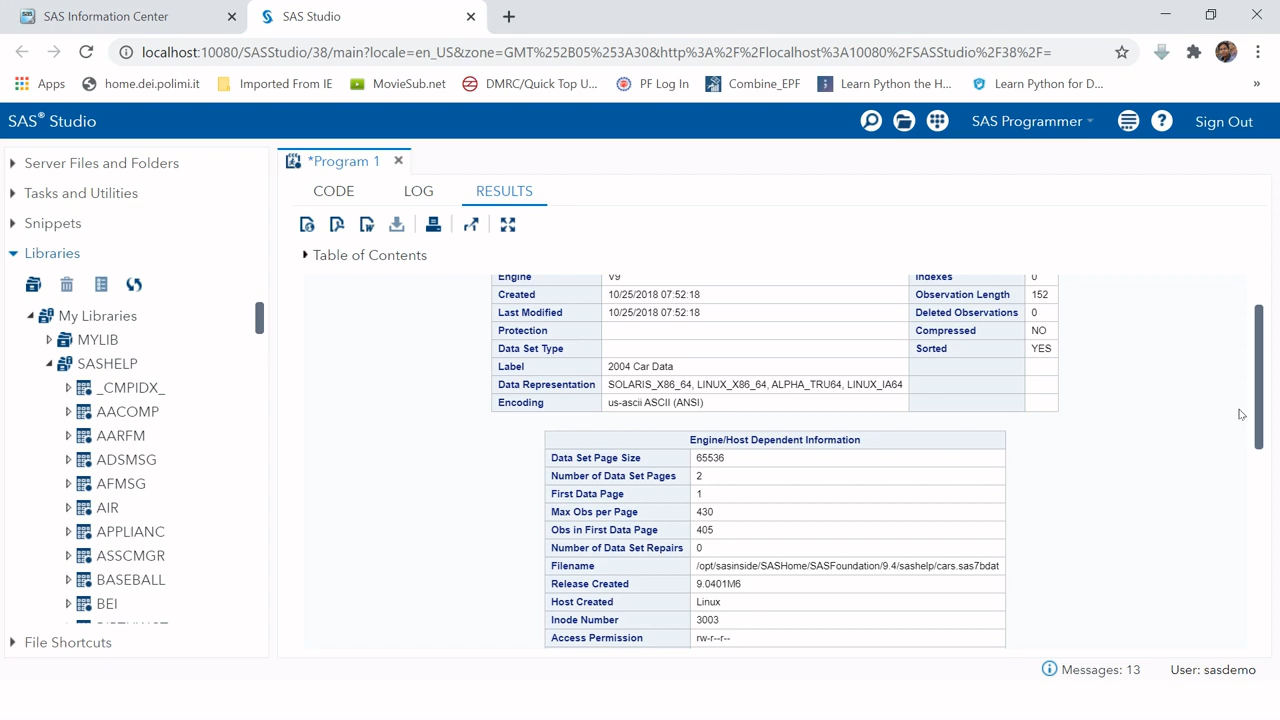 SAS Information Center
SAS Studio
localhost:10080/SASStudio/38/main?locale=en_US&zone=GMT%252B05%253A30&http%3A%2F%2Flocalhost%3A10080%2FSASStudio%2F38%2F=
Apps home.dei.polimi.it Imported From IE MovieSub.net DMRC/Quick Top U... PF Log In Combine_EPF Learn Python the H... Learn Python for D... »
SAS® Studio SAS Programmer Sign Out
Server Files and Folders
Tasks and Utilities
Snippets
Libraries
My Libraries
MYLIB
SASHELP
_CMPIDX_
AACOMP
AARFM
ADSMSG
AFMSG
AIR
APPLIANC
ASSCMGR
BASEBALL
BEI
File Shortcuts
*Program 1
CODE LOG RESULTS
Table of Contents
Engine V9 Indexes 0
Created 10/25/2018 07:52:18 Observation Length 152
Last Modified 10/25/2018 07:52:18 Deleted Observations 0
Protection Compressed NO
Data Set Type Sorted YES
Label 2004 Car Data
Data Representation SOLARIS_X86_64, LINUX_X86_64, ALPHA_TRU64, LINUX_IA64
Encoding us-ascii ASCII (ANSI)
Engine/Host Dependent Information
Data Set Page Size 65536
Number of Data Set Pages 2
First Data Page 1
Max Obs per Page 430
Obs in First Data Page 405
Number of Data Set Repairs 0
Filename /opt/sasinside/SASHome/SASFoundation/9.4/sashelp/cars.sas7bdat
Release Created 9.0401M6
Host Created Linux
Inode Number 3003
Access Permission rw-r--r--
Messages: 13 User: sasdemo